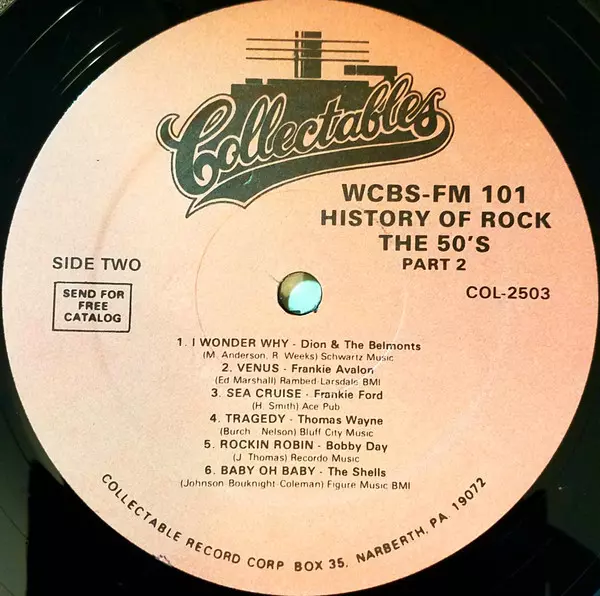 Collectables
WCBS-FM 101
HISTORY OF ROCK
THE 50'S
PART 2
SIDE TWO
SEND FOR
FREE
CATALOG
COL-2503
1. I WONDER WHY - Dion & The Belmonts
(M. Anderson, R Weeks) Schwartz Music
2. VENUS - Frankie Avalon
(Ed Marshall) Rambed-Larsdale BMI
3. SEA CRUISE - Frankie Ford
(H. Smith) Ace Pub
4. TRAGEDY - Thomas Wayne
(Burch - Nelson) Bluff City Music
5. ROCKIN ROBIN - Bobby Day
(J. Thomas) Recordo Music
6. BABY OH BABY - The Shells
(Johnson Bouknight-Coleman) Figure Music BMI
COLLECTABLE RECORD CORP BOX 35, NARBERTH, PA 19072